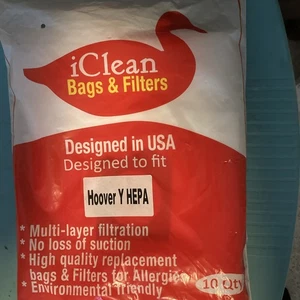 iClean
Bags & Filters
Designed in USA
Designed to fit
Hoover Y HEPA
* Multi-layer filtration
* No loss of suction
* High quality replacement
bags & Filters for Allergies
* Environmental friendly
10 Qty